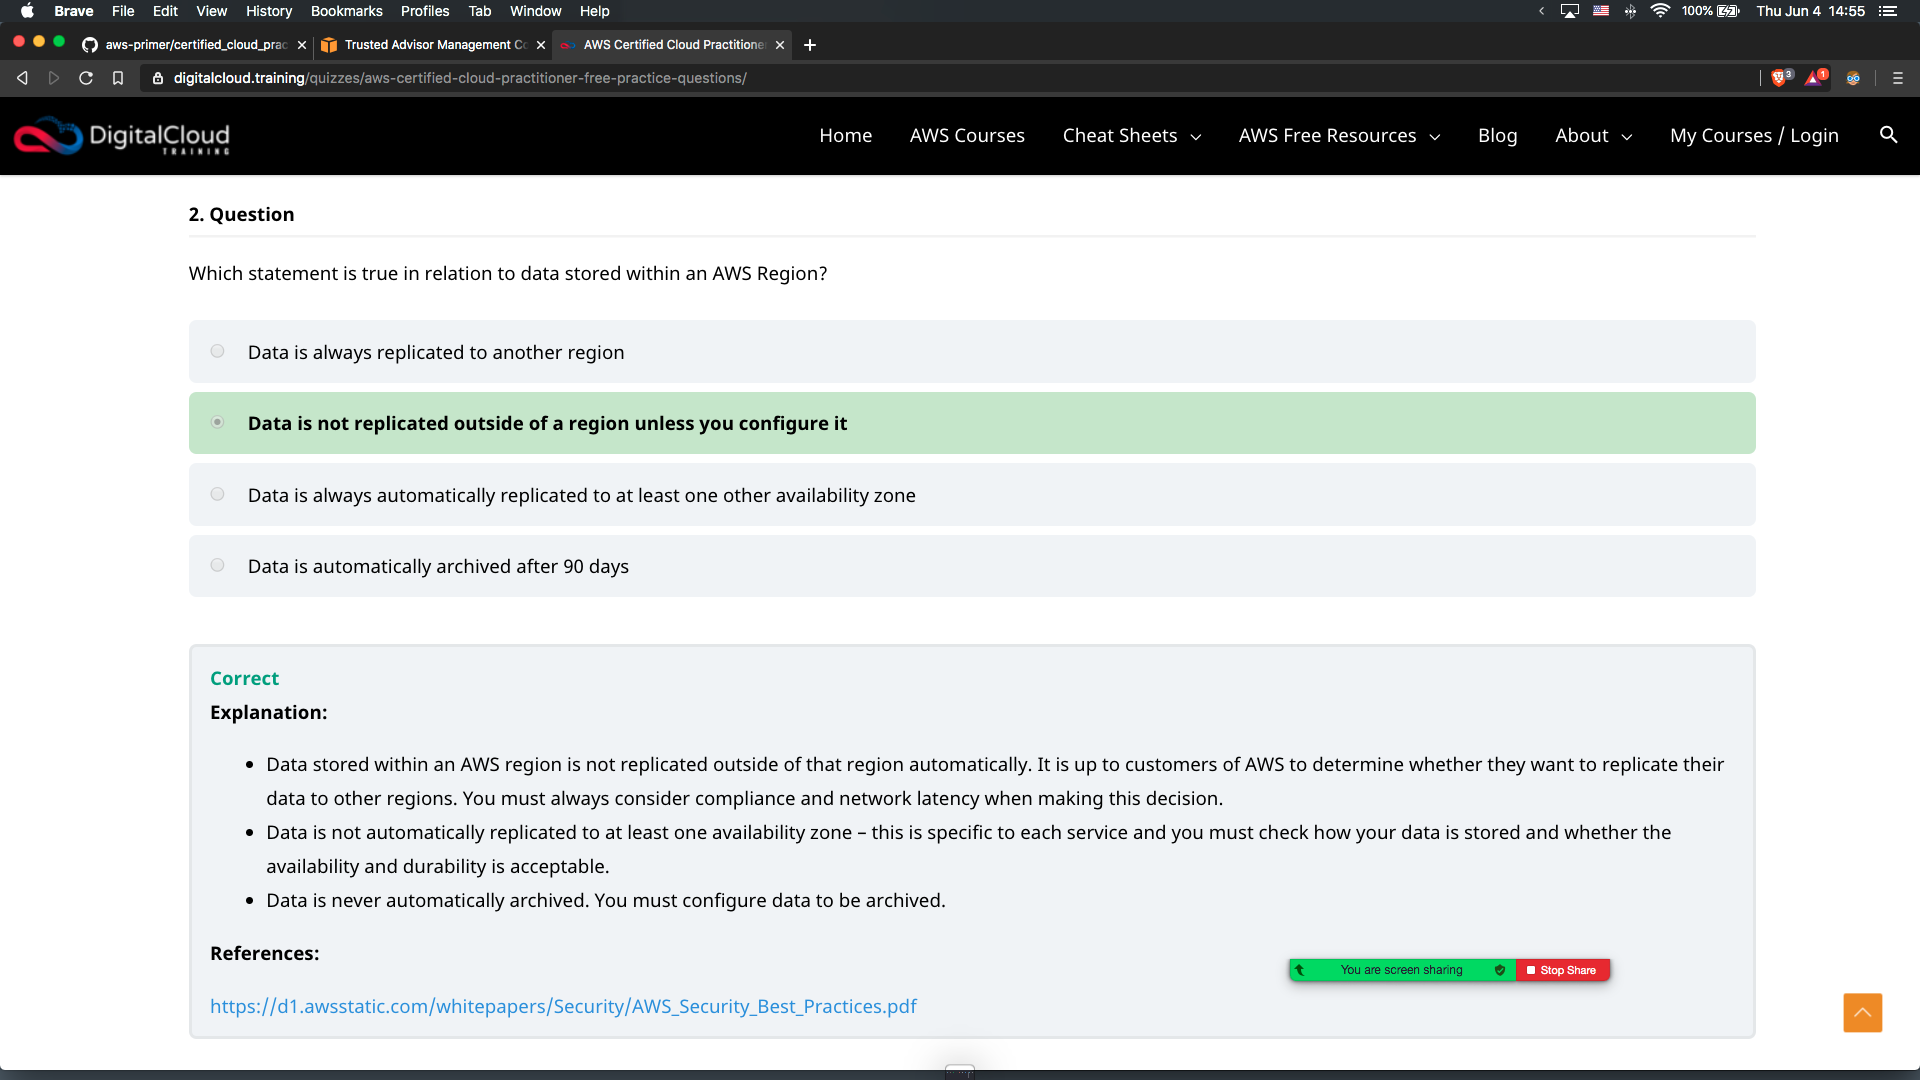 Brave File Edit View History Bookmarks Profiles Tab Window Help 100% Thu Jun 4 14:55
aws-primer/certified_cloud_prac Trusted Advisor Management Co AWS Certified Cloud Practitione
digitalcloud.training/quizzes/aws-certified-cloud-practitioner-free-practice-questions/ 3 1
DigitalCloud
TRAINING
Home AWS Courses Cheat Sheets AWS Free Resources Blog About My Courses / Login
2. Question
Which statement is true in relation to data stored within an AWS Region?
Data is always replicated to another region
Data is not replicated outside of a region unless you configure it
Data is always automatically replicated to at least one other availability zone
Data is automatically archived after 90 days
Correct
Explanation:
• Data stored within an AWS region is not replicated outside of that region automatically. It is up to customers of AWS to determine whether they want to replicate their
data to other regions. You must always consider compliance and network latency when making this decision.
• Data is not automatically replicated to at least one availability zone – this is specific to each service and you must check how your data is stored and whether the
availability and durability is acceptable.
• Data is never automatically archived. You must configure data to be archived.
References:
You are screen sharing Stop Share
https://d1.awsstatic.com/whitepapers/Security/AWS_Security_Best_Practices.pdf